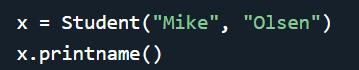 x = Student("Mike", "Olsen")
x.printname()